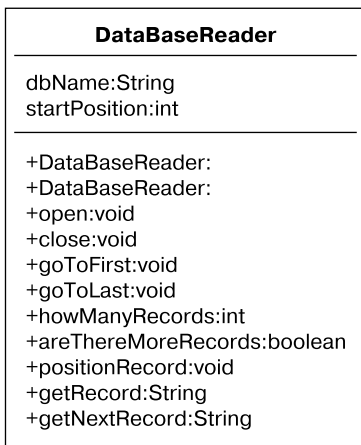 DataBaseReader
dbName:String
startPosition:int
+DataBaseReader:
+DataBaseReader:
+open:void
+close:void
+goToFirst:void
+goToLast:void
+howManyRecords:int
+areThereMoreRecords:boolean
+positionRecord:void
+getRecord:String
+getNextRecord:String